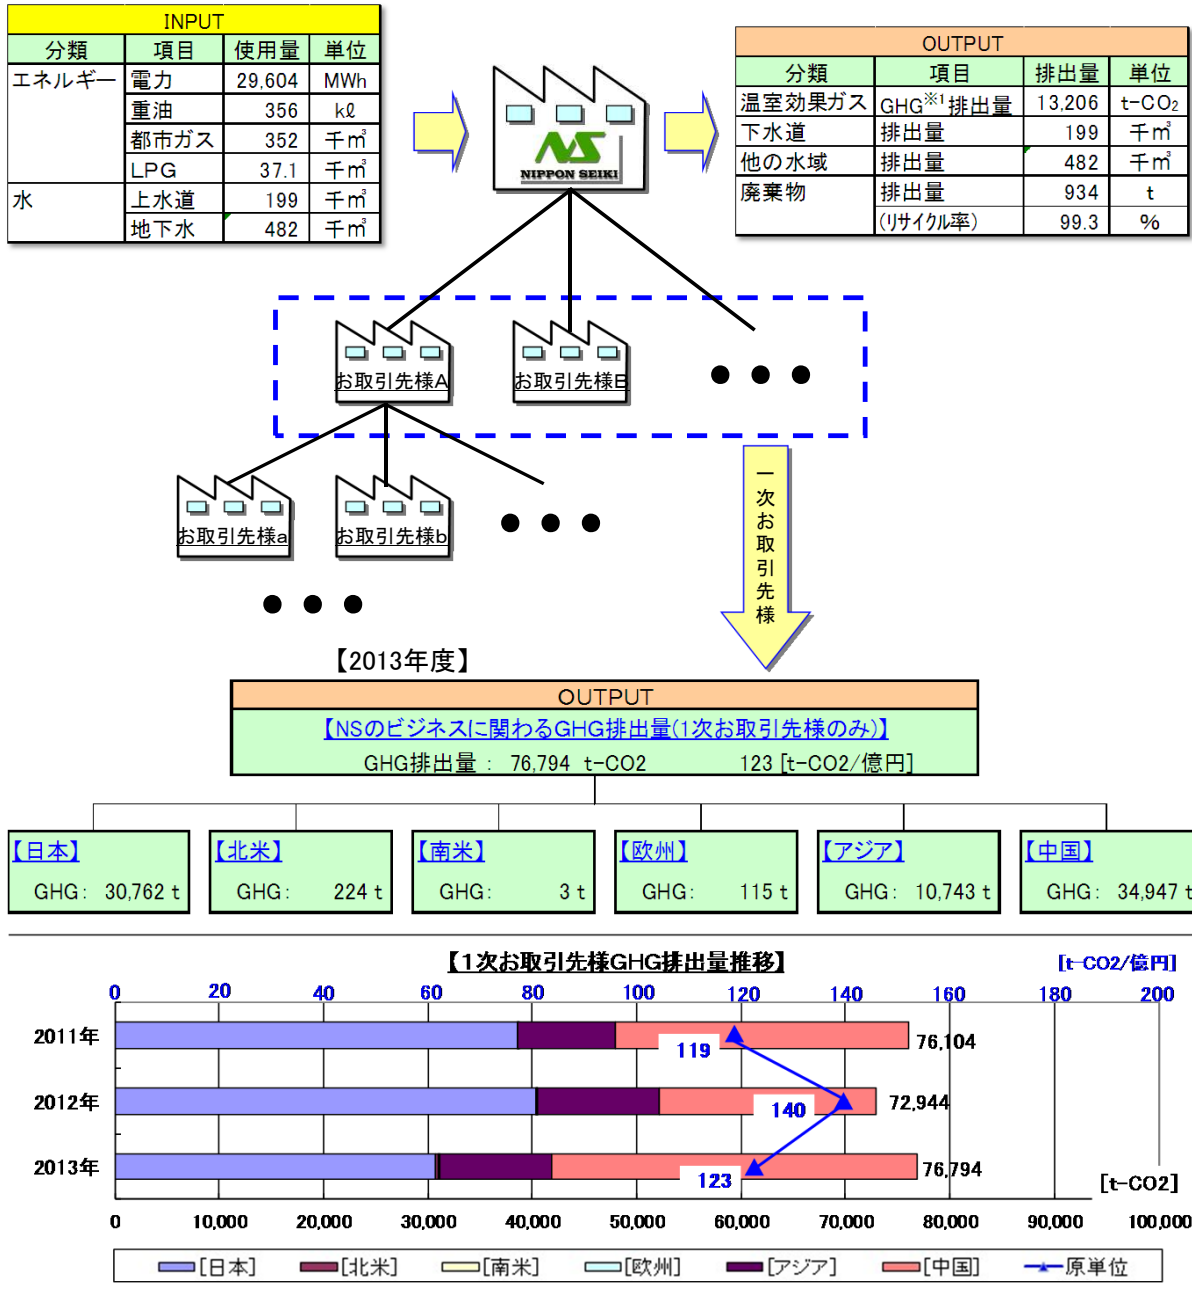 INPUT
分類 項目 使用量 単位
エネルギー 電力 29,604 MWh
重油 356 kℓ
都市ガス 352 千㎥
LPG 37.1 千㎥
水 上水道 199 千㎥
地下水 482 千㎥
NS
NIPPON SEIKI
OUTPUT
分類 項目 排出量 単位
温室効果ガス GHG※1排出量 13,206 t-CO2
下水道 排出量 199 千㎥
他の水域 排出量 482 千㎥
廃棄物 排出量 934 t
(リサイクル率) 99.3 %
お取引先様A お取引先様B ●●●
お取引先様a お取引先様b ●●●
●●●
一次お取引先様
【2013年度】
OUTPUT
【NSのビジネスに関わるGHG排出量(1次お取引先様のみ)】
GHG排出量： 76,794 t-CO2 123 [t-CO2/億円]
【日本】 【北米】 【南米】 【欧州】 【アジア】 【中国】
GHG： 30,762 t GHG： 224 t GHG： 3 t GHG： 115 t GHG： 10,743 t GHG： 34,947 t
【1次お取引先様GHG排出量推移】
[t-CO2/億円]
0 20 40 60 80 100 120 140 160 180 200
2011年 119 76,104
2012年 140 72,944
2013年 123 76,794
[t-CO2]
0 10,000 20,000 30,000 40,000 50,000 60,000 70,000 80,000 90,000 100,000
[日本] [北米] [南米] [欧州] [アジア] [中国] 原単位